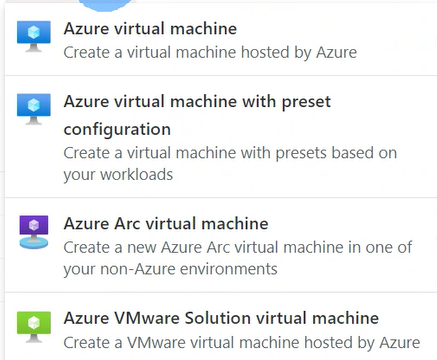 Azure virtual machine
Create a virtual machine hosted by Azure
Azure virtual machine with preset
configuration
Create a virtual machine with presets based on
your workloads
Azure Arc virtual machine
Create a new Azure Arc virtual machine in one of
your non-Azure environments
Azure VMware Solution virtual machine
Create a VMware virtual machine hosted by Azure